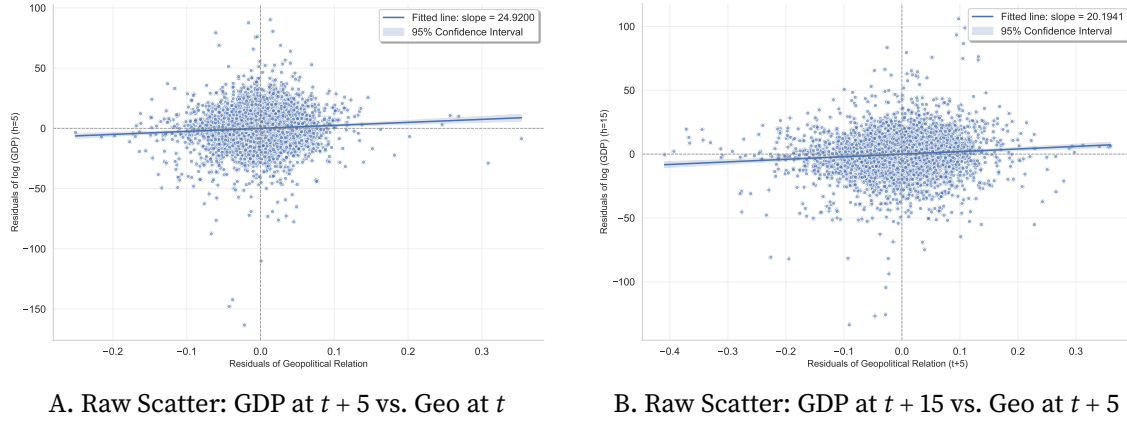 Fitted line: slope = 24.9200
95% Confidence Interval
100
50
0
−50
−100
−150
Residuals of log (GDP) (h=5)
−0.2
−0.1
0.0
0.1
0.2
0.3
Residuals of Geopolitical Relation
A. Raw Scatter: GDP at t + 5 vs. Geo at t
Fitted line: slope = 20.1941
95% Confidence Interval
100
50
0
−50
−100
Residuals of log (GDP) (h=15)
−0.4
−0.3
−0.2
−0.1
0.0
0.1
0.2
0.3
Residuals of Geopolitical Relation (t+5)
B. Raw Scatter: GDP at t + 15 vs. Geo at t + 5